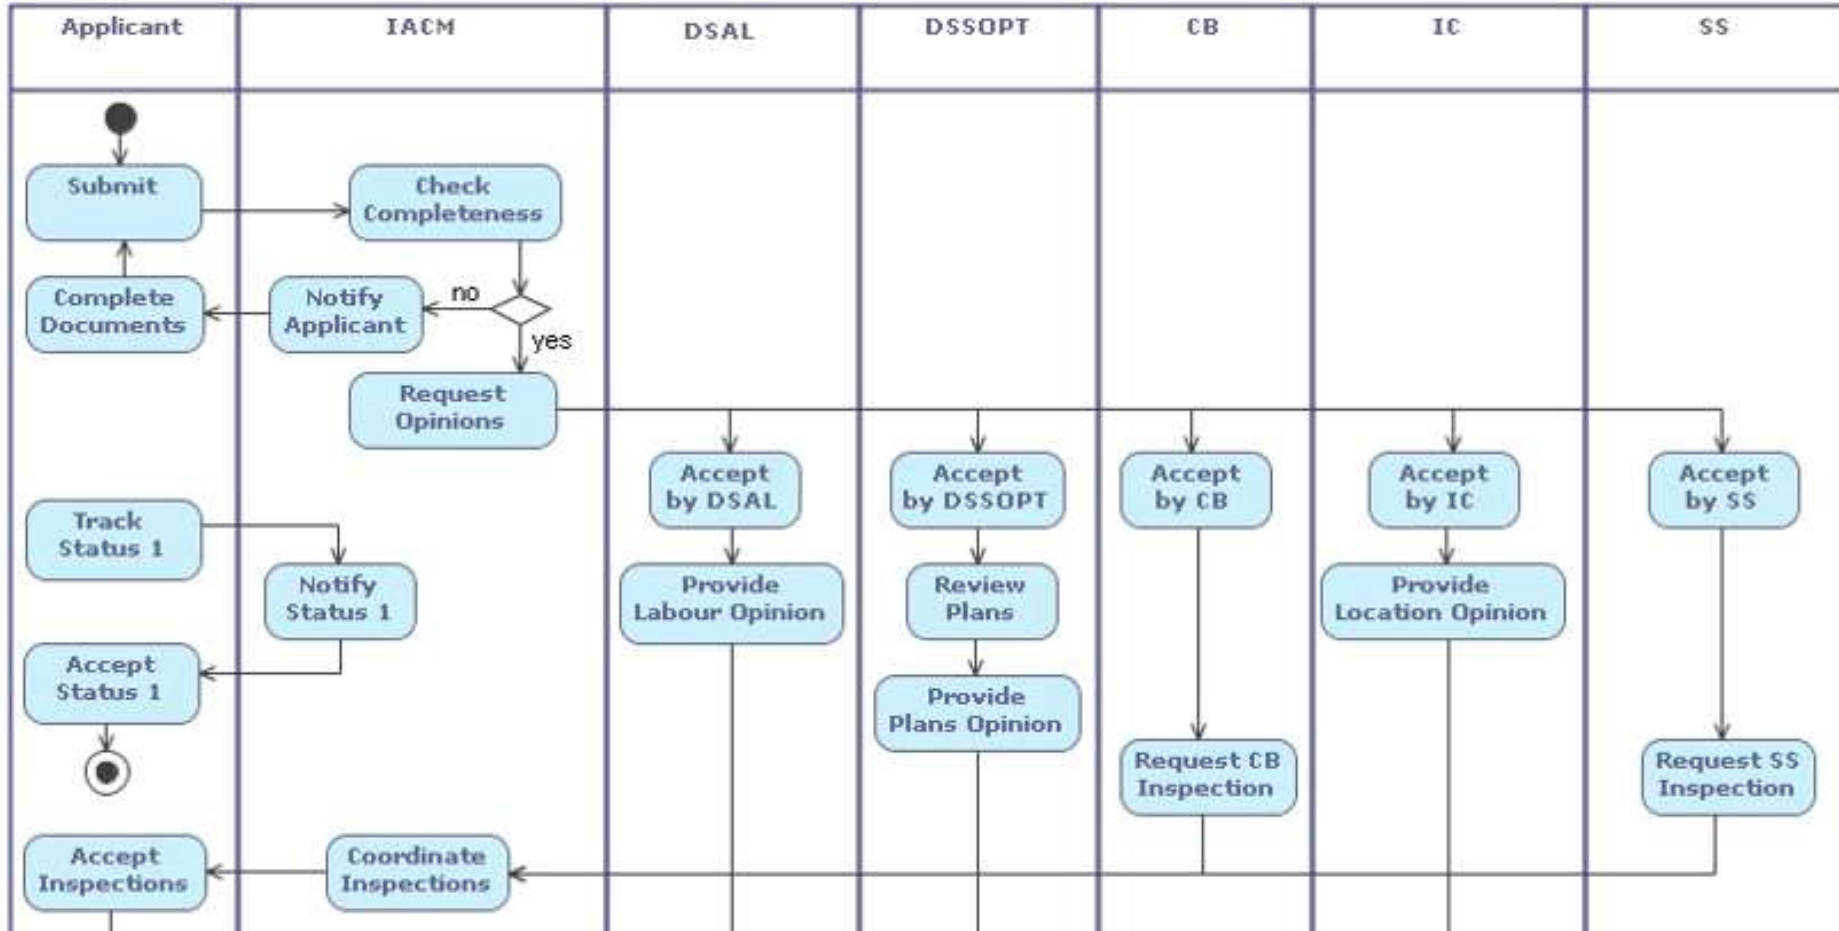 Applicant
IACM
DSAL
DSSOPT
CB
IC
SS
Submit
Check
Completeness
Complete
Documents
Notify
Applicant
no
yes
Request
Opinions
Accept
by DSAL
Accept
by DSSOPT
Accept
by CB
Accept
by IC
Accept
by SS
Track
Status 1
Notify
Status 1
Provide
Labour Opinion
Review
Plans
Provide
Location Opinion
Accept
Status 1
Provide
Plans Opinion
Request CB
Inspection
Request SS
Inspection
Accept
Inspections
Coordinate
Inspections